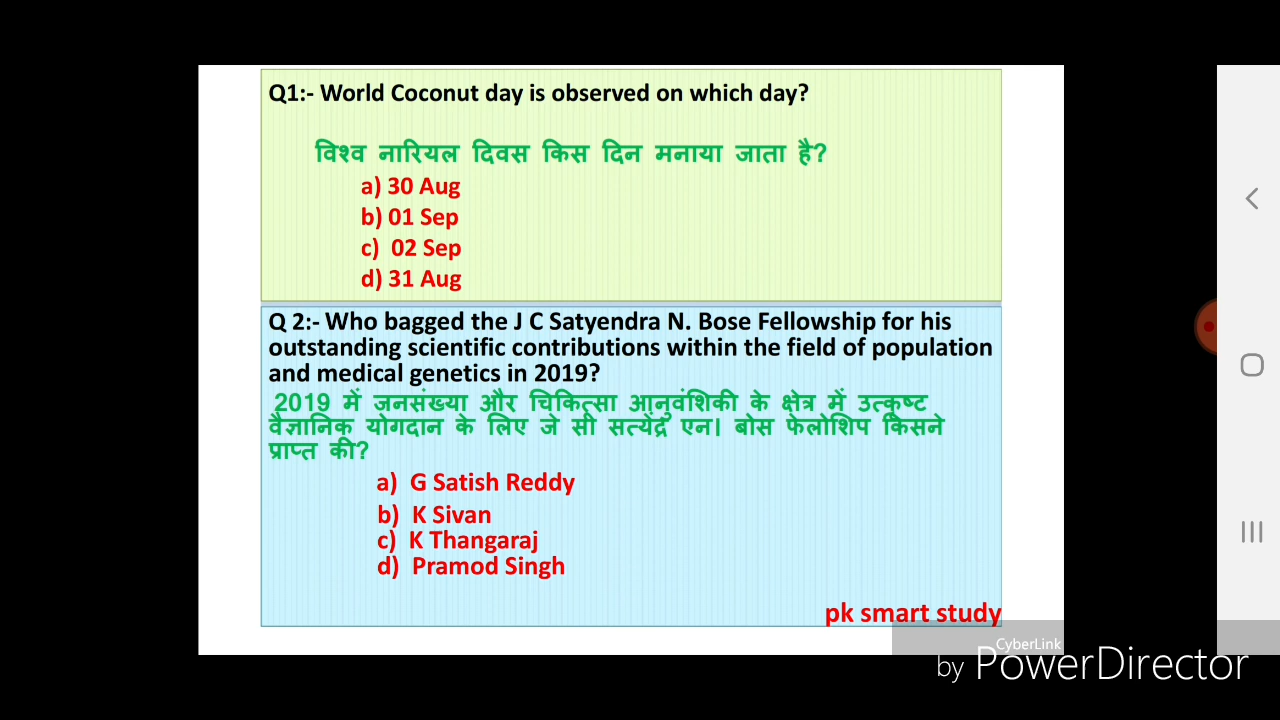 Q1:- World Coconut day is observed on which day?
विश्व नारियल दिवस किस दिन मनाया जाता है?
a) 30 Aug
b) 01 Sep
c) 02 Sep
d) 31 Aug
Q 2:- Who bagged the J C Satyendra N. Bose Fellowship for his
outstanding scientific contributions within the field of population
and medical genetics in 2019?
2019 में जनसंख्या और चिकित्सा आनुवंशिकी के क्षेत्र में उत्कृष्ट
वैज्ञानिक योगदान के लिए जे सी सत्येंद्र एन। बोस फेलोशिप किसने
प्राप्त की?
a) G Satish Reddy
b) K Sivan
c) K Thangaraj
d) Pramod Singh
pk smart study
CyberLink
by PowerDirector